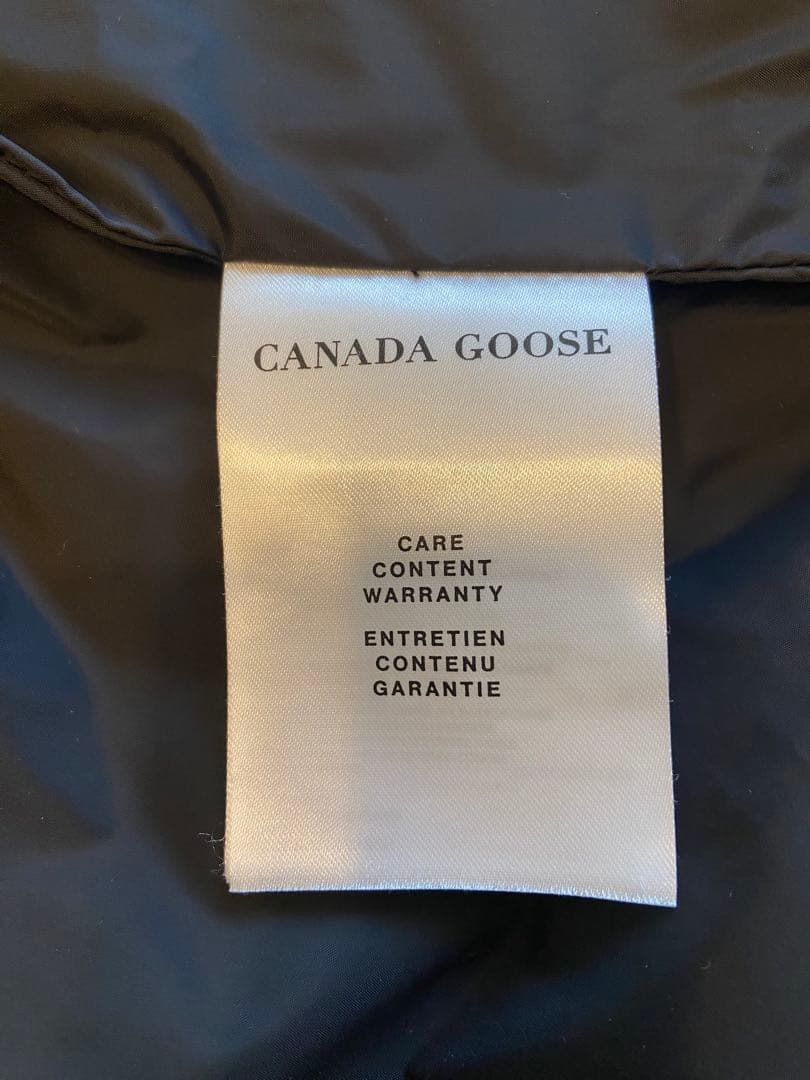 CANADA GOOSE
CARE
CONTENT
WARRANTY
ENTRETIEN
CONTENU
GARANTIE